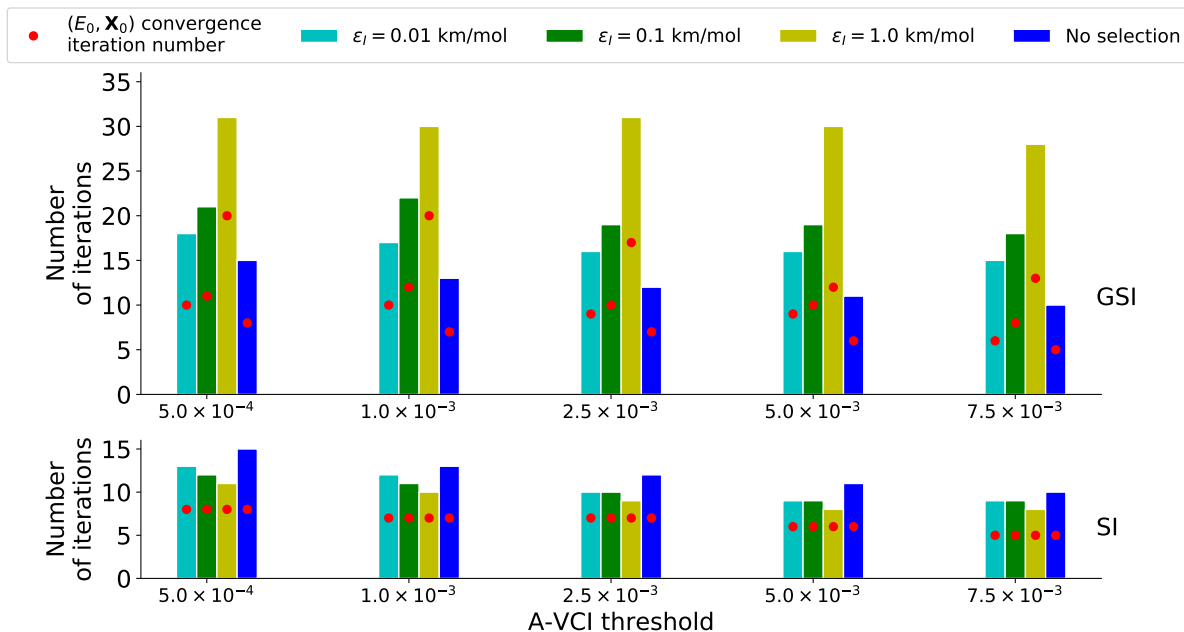 (E₀, X₀) convergence
iteration number
ε_I = 0.01 km/mol
ε_I = 0.1 km/mol
ε_I = 1.0 km/mol
No selection
Number
of iterations
35
30
25
20
15
10
5
0
5.0 × 10⁻⁴
1.0 × 10⁻³
2.5 × 10⁻³
5.0 × 10⁻³
7.5 × 10⁻³
GSI
Number
of iterations
15
10
5
0
5.0 × 10⁻⁴
1.0 × 10⁻³
2.5 × 10⁻³
5.0 × 10⁻³
7.5 × 10⁻³
SI
A-VCI threshold